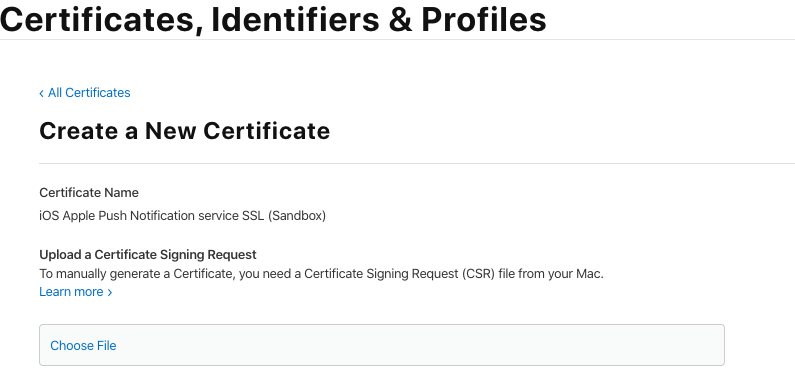 Certificates, Identifiers & Profiles
‹ All Certificates
Create a New Certificate
Certificate Name
iOS Apple Push Notification service SSL (Sandbox)
Upload a Certificate Signing Request
To manually generate a Certificate, you need a Certificate Signing Request (CSR) file from your Mac.
Learn more ›
Choose File